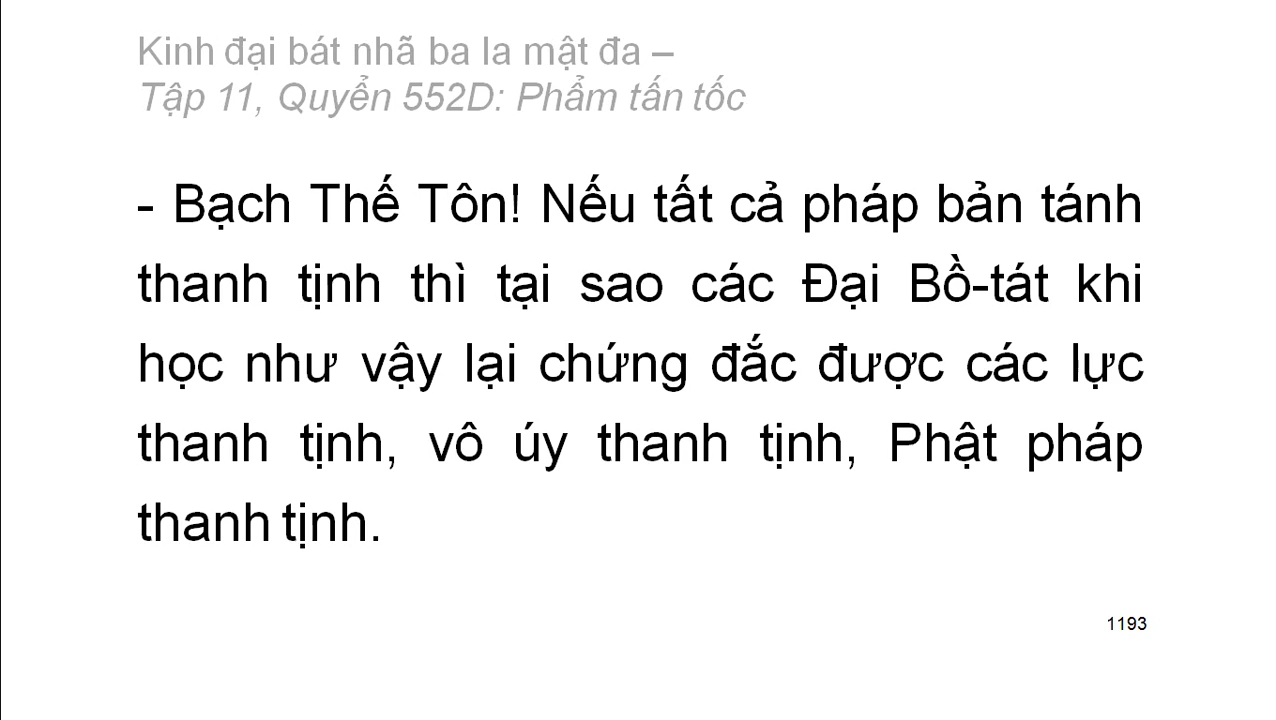 Kinh đại bát nhã ba la mật đa –
Tập 11, Quyển 552D: Phẩm tấn tốc
- Bạch Thế Tôn! Nếu tất cả pháp bản tánh
thanh tịnh thì tại sao các Đại Bồ-tát khi
học như vậy lại chứng đắc được các lực
thanh tịnh, vô úy thanh tịnh, Phật pháp
thanh tịnh.
1193